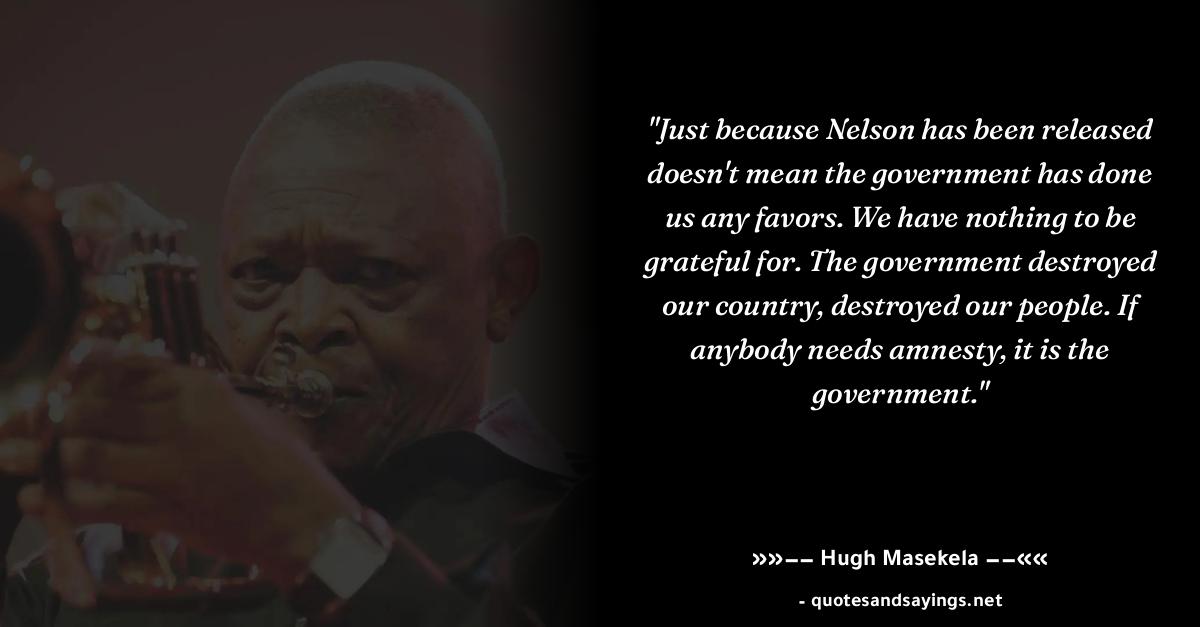 "Just because Nelson has been released
doesn't mean the government has done
us any favors. We have nothing to be
grateful for. The government destroyed
our country, destroyed our people. If
anybody needs amnesty, it is the
government."
»»−− Hugh Masekela −−««
- quotesandsayings.net